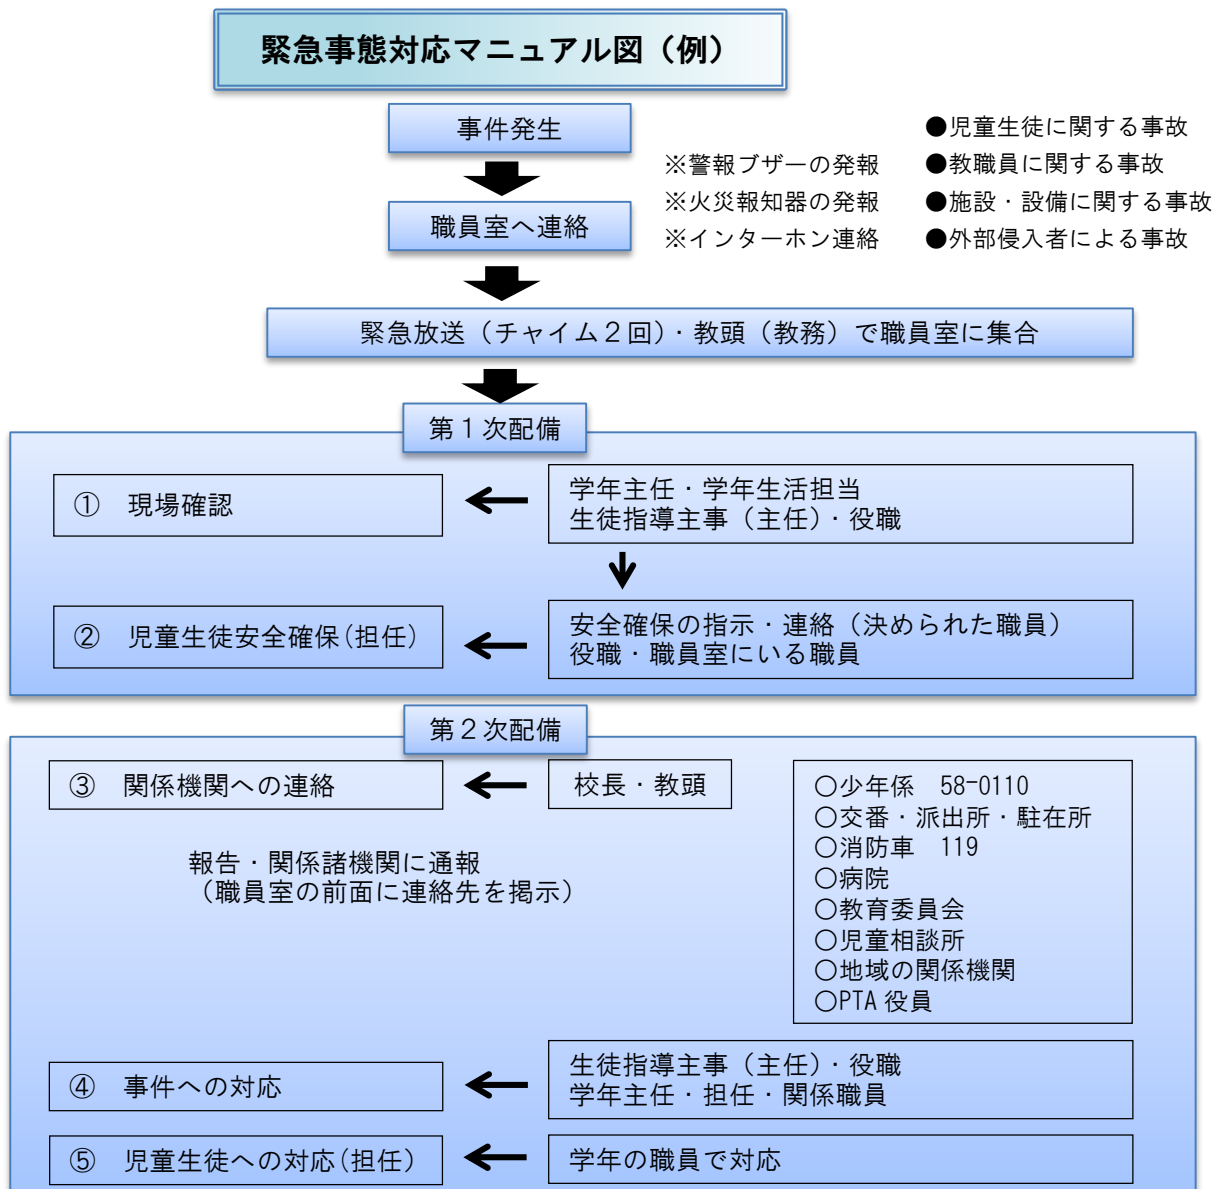 緊急事態対応マニュアル図（例）
事件発生
職員室へ連絡
※警報ブザーの発報
※火災報知器の発報
※インターホン連絡
●児童生徒に関する事故
●教職員に関する事故
●施設・設備に関する事故
●外部侵入者による事故
緊急放送（チャイム２回）・教頭（教務）で職員室に集合
第１次配備
① 現場確認
学年主任・学年生活担当
生徒指導主事（主任）・役職
② 児童生徒安全確保（担任）
安全確保の指示・連絡（決められた職員）
役職・職員室にいる職員
第２次配備
③ 関係機関への連絡
校長・教頭
報告・関係諸機関に通報
（職員室の前面に連絡先を掲示）
○少年係 58-0110
○交番・派出所・駐在所
○消防車 119
○病院
○教育委員会
○児童相談所
○地域の関係機関
○PTA 役員
④ 事件への対応
生徒指導主事（主任）・役職
学年主任・担任・関係職員
⑤ 児童生徒への対応（担任）
学年の職員で対応